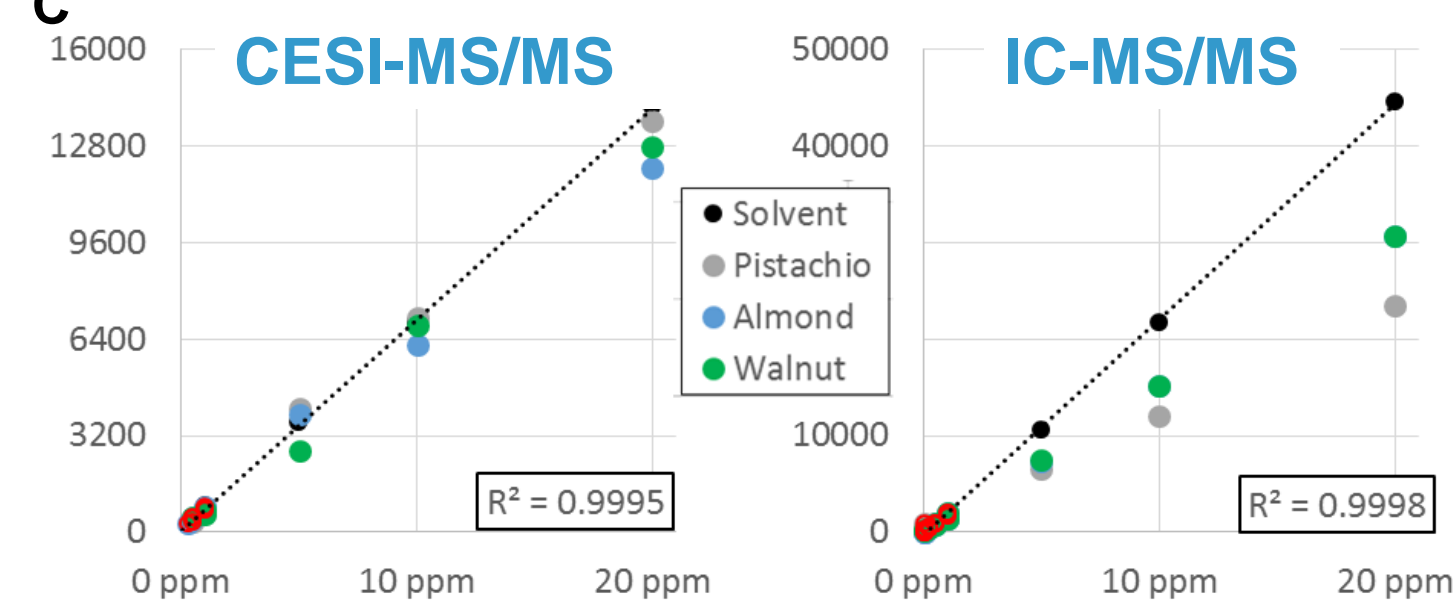 C
CESI-MS/MS
16000
12800
9600
6400
3200
0
0 ppm
10 ppm
20 ppm
R² = 0.9995
Solvent
Pistachio
Almond
Walnut
IC-MS/MS
50000
40000
10000
0
0 ppm
10 ppm
20 ppm
R² = 0.9998